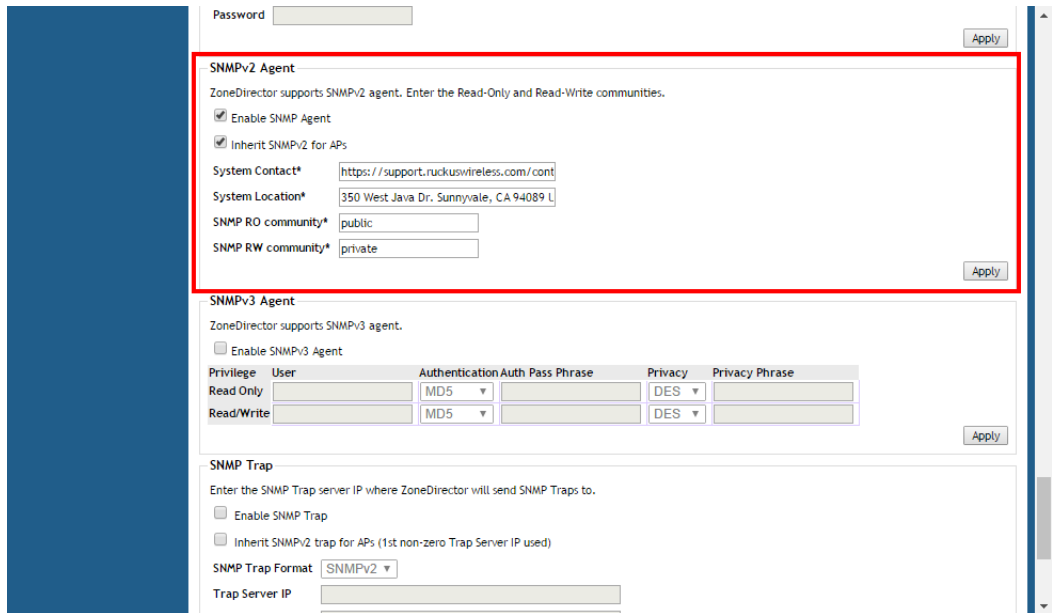 Password
Apply
SNMPv2 Agent
ZoneDirector supports SNMPv2 agent. Enter the Read-Only and Read-Write communities.
Enable SNMP Agent
Inherit SNMPv2 for APs
System Contact* https://support.ruckuswireless.com/cont
System Location* 350 West Java Dr. Sunnyvale, CA 94089 U
SNMP RO community* public
SNMP RW community* private
Apply
SNMPv3 Agent
ZoneDirector supports SNMPv3 agent.
Enable SNMPv3 Agent
Privilege User Authentication Auth Pass Phrase Privacy Privacy Phrase
Read Only MD5 DES
Read/Write MD5 DES
Apply
SNMP Trap
Enter the SNMP Trap server IP where ZoneDirector will send SNMP Traps to.
Enable SNMP Trap
Inherit SNMPv2 trap for APs (1st non-zero Trap Server IP used)
SNMP Trap Format SNMPv2
Trap Server IP